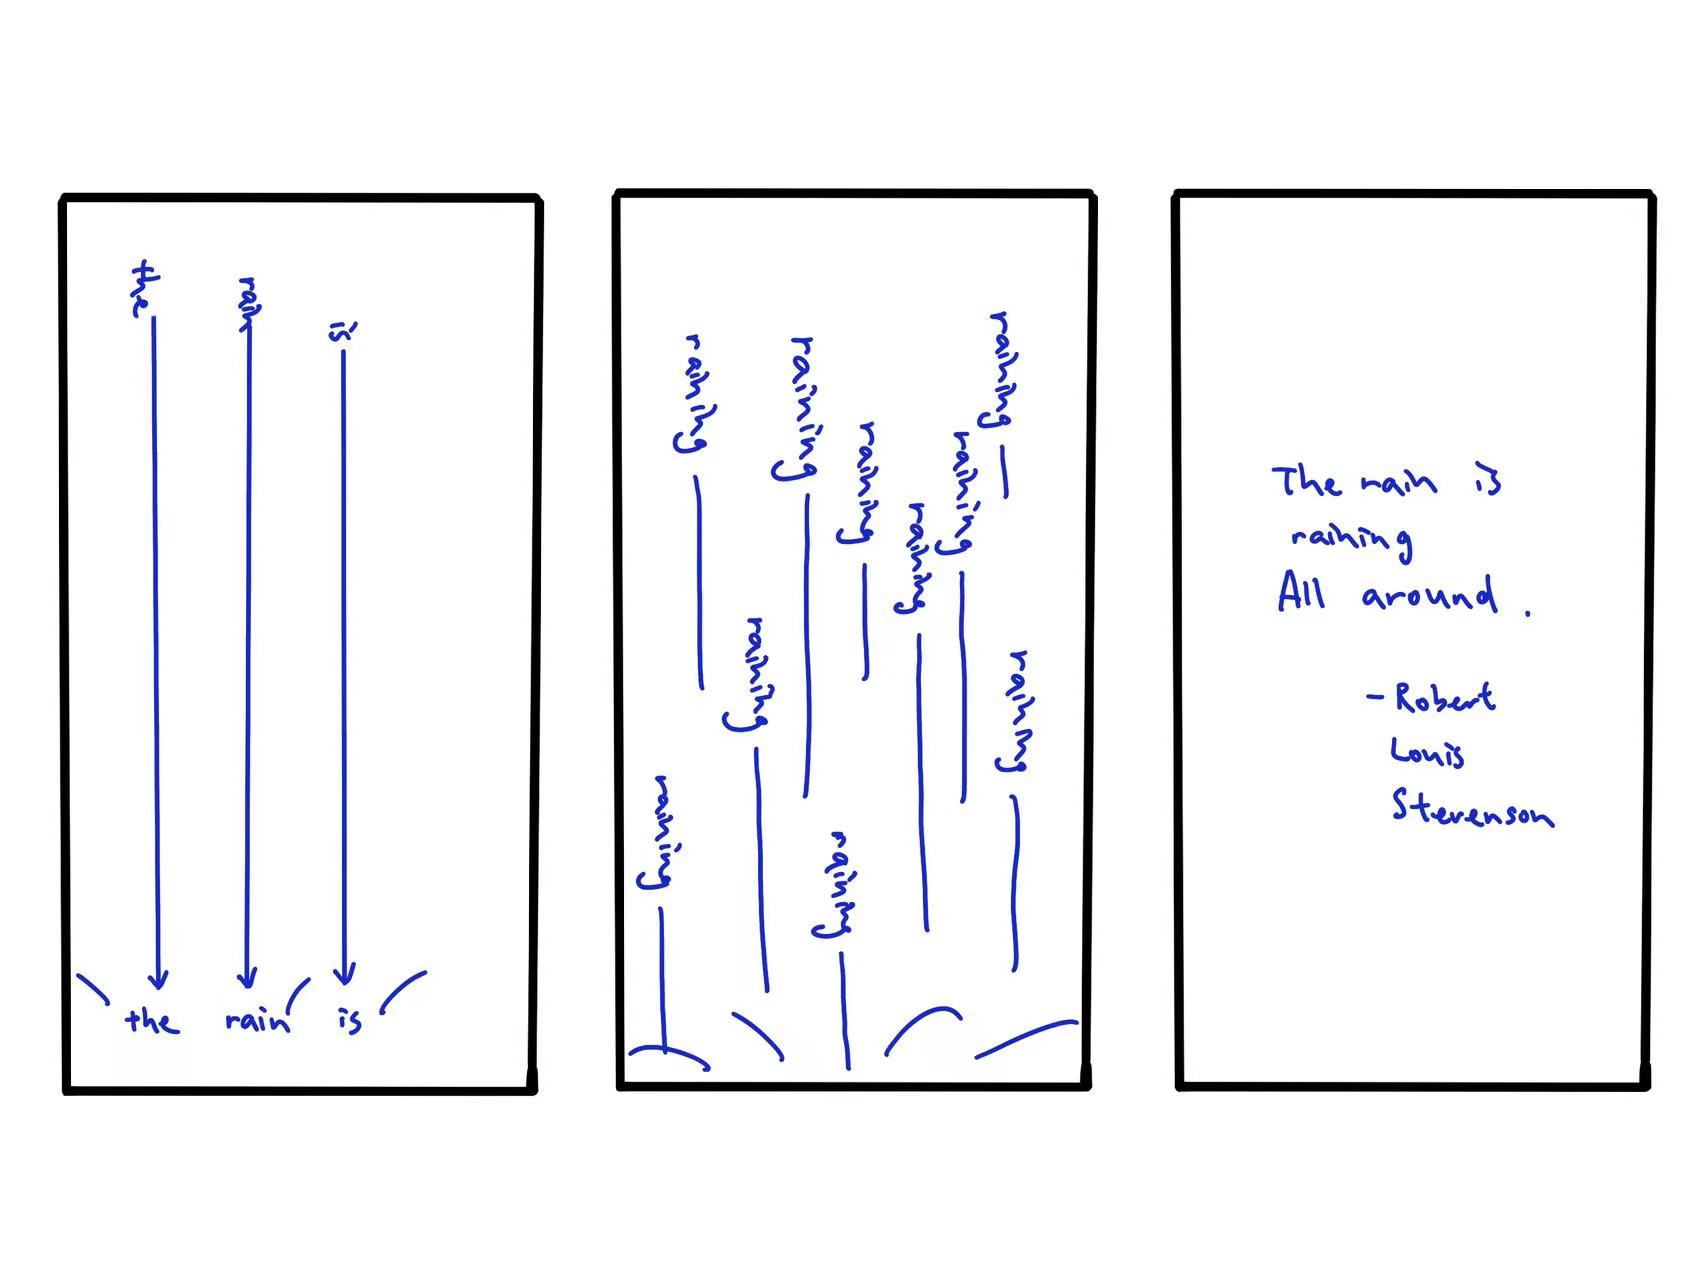 the
rain
is
the rain is
raining
raining
raining
raining
raining
raining
raining
raining
raining
raining
The rain is
raining
All around.
- Robert
Louis
Stevenson